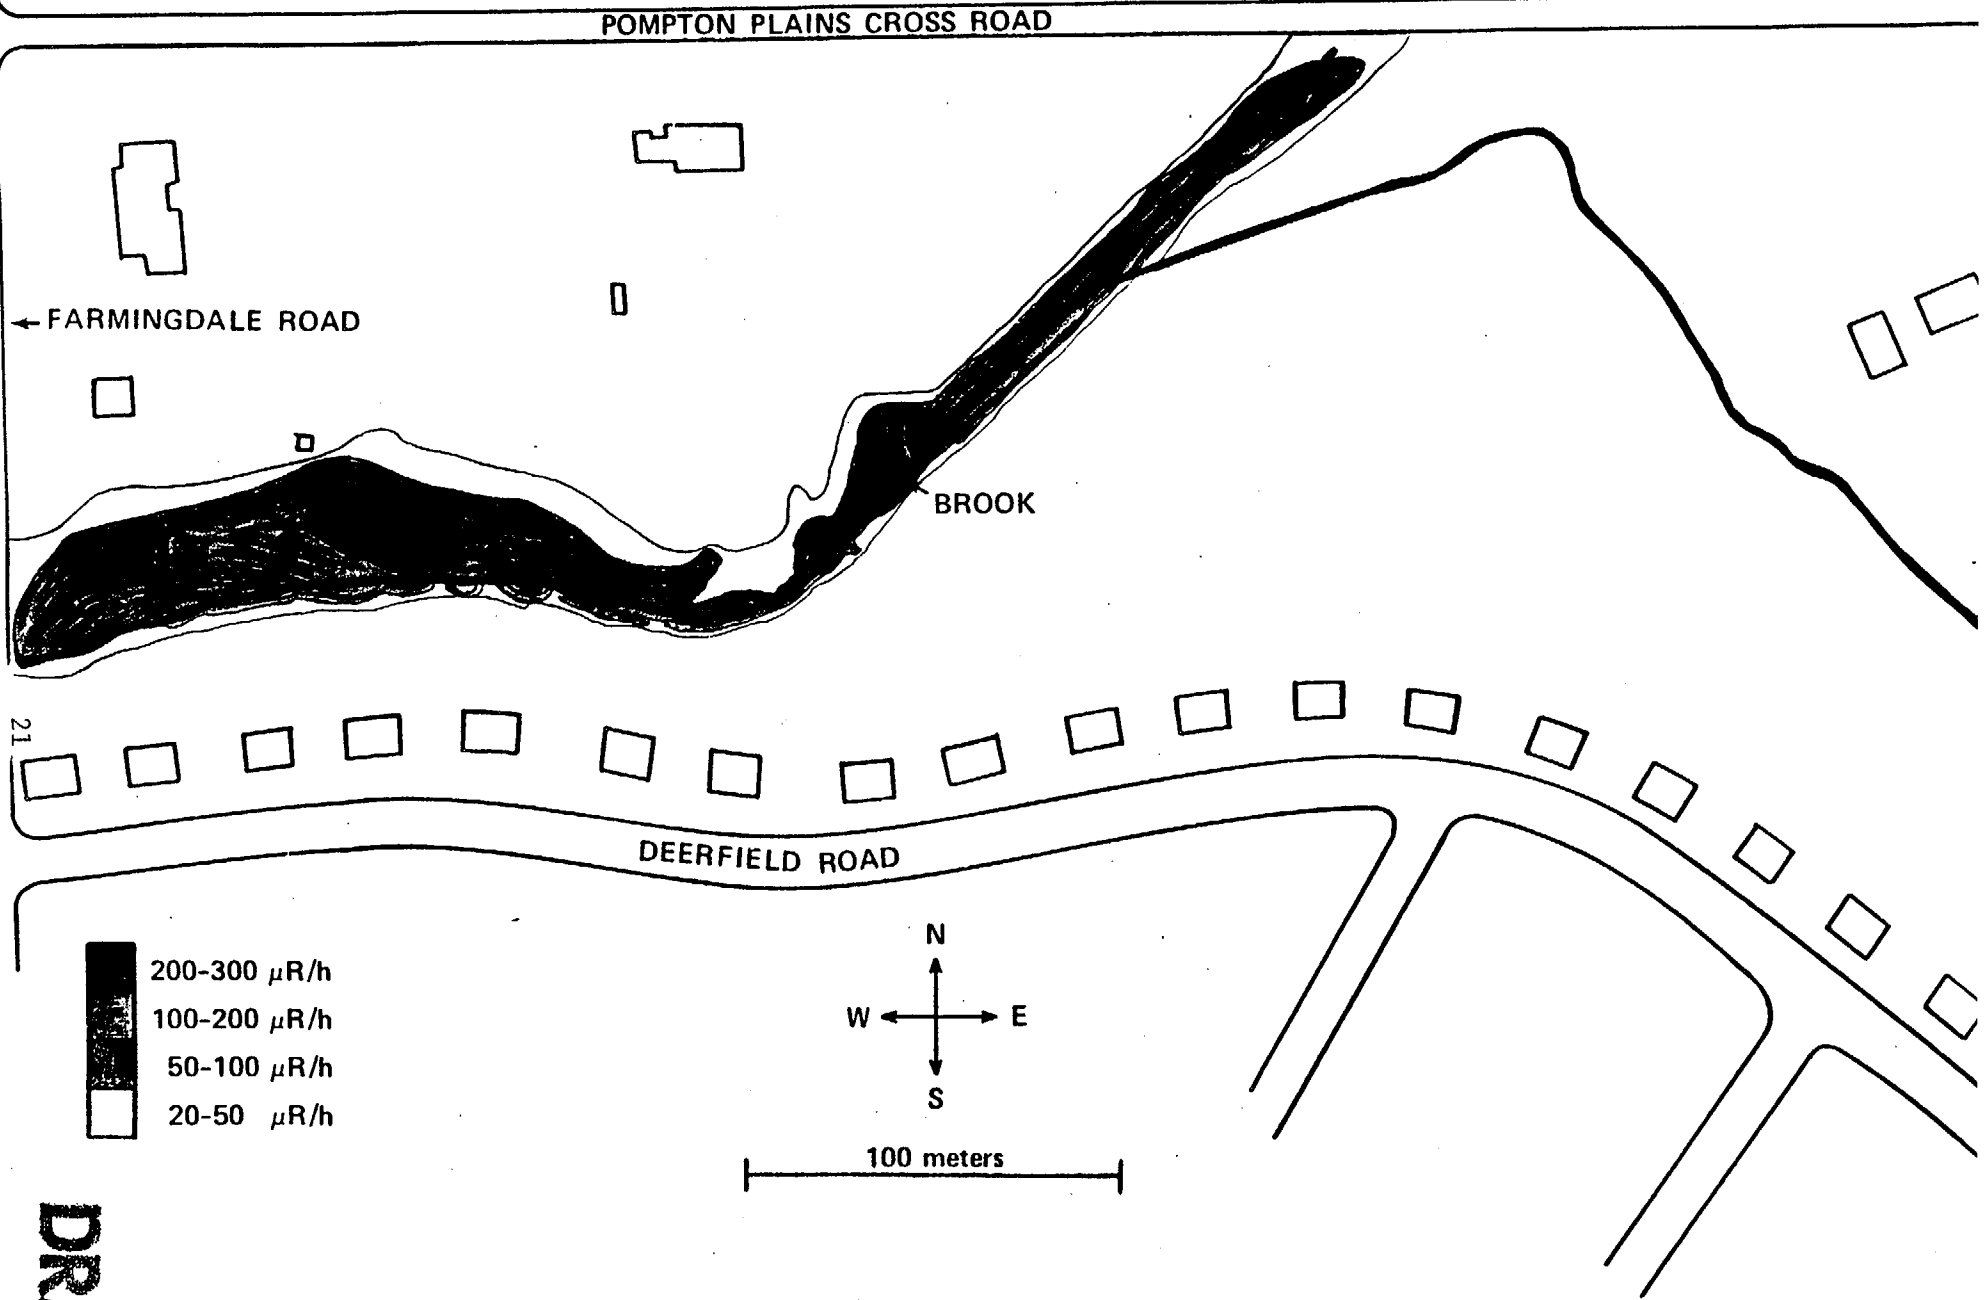 POMPTON PLAINS CROSS ROAD
←FARMINGDALE ROAD
BROOK
21
DEERFIELD ROAD
200-300 μR/h
100-200 μR/h
50-100 μR/h
20-50 μR/h
N
W E
S
100 meters
DR